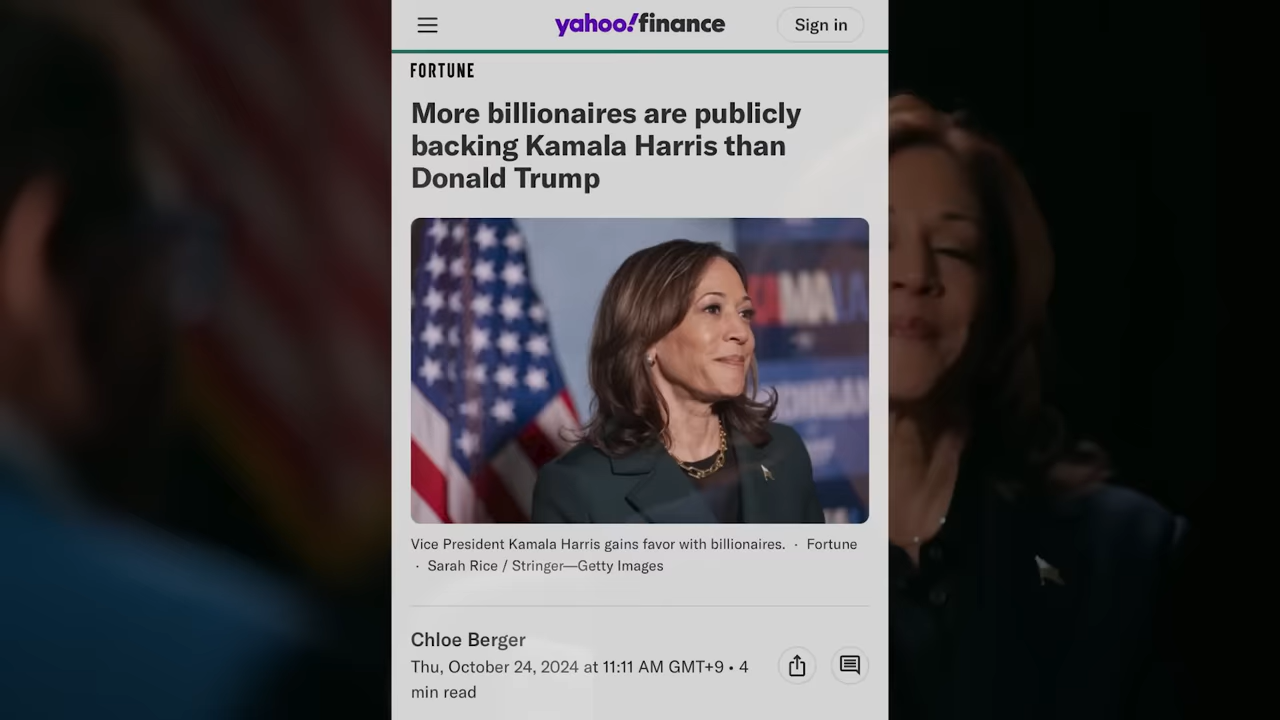 yahoo!finance
Sign in
FORTUNE
More billionaires are publicly
backing Kamala Harris than
Donald Trump
MALA
MICHIGAN
Vice President Kamala Harris gains favor with billionaires. · Fortune
· Sarah Rice / Stringer—Getty Images
Chloe Berger
Thu, October 24, 2024 at 11:11 AM GMT+9 • 4
min read